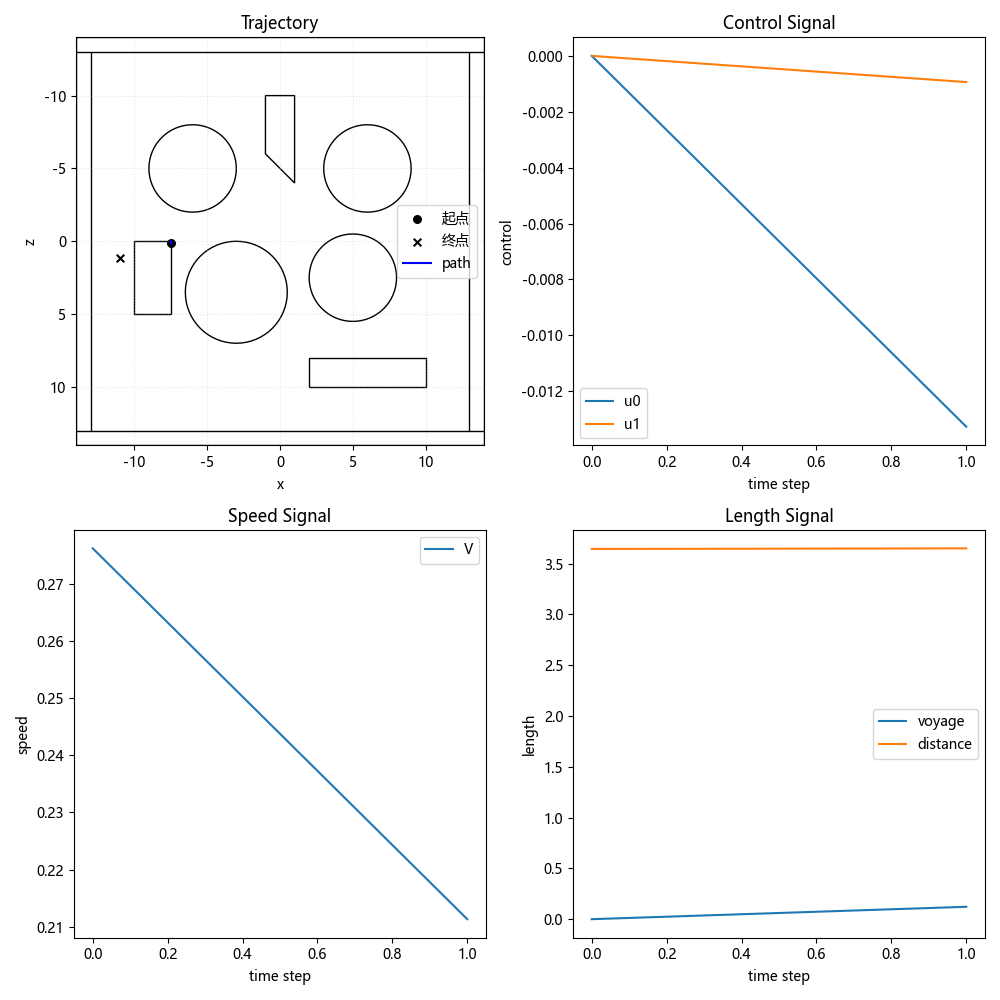 Trajectory
-10
-5
0
5
10
z
-10
-5
0
5
10
x
起点
终点
path
Control Signal
0.000
-0.002
-0.004
-0.006
-0.008
-0.010
-0.012
control
u0
u1
0.0
0.2
0.4
0.6
0.8
1.0
time step
Speed Signal
0.27
0.26
0.25
0.24
0.23
0.22
0.21
speed
V
0.0
0.2
0.4
0.6
0.8
1.0
time step
Length Signal
3.5
3.0
2.5
2.0
1.5
1.0
0.5
0.0
length
voyage
distance
0.0
0.2
0.4
0.6
0.8
1.0
time step